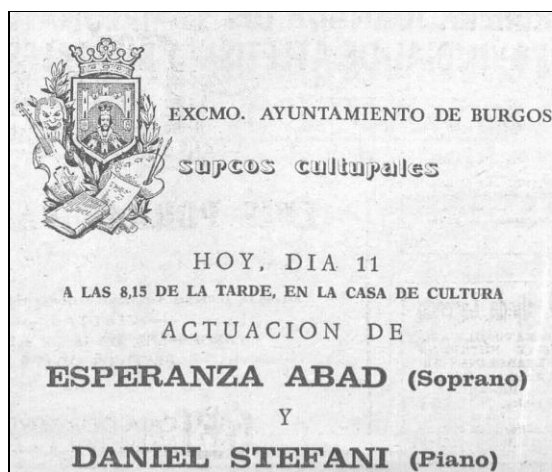 EXCMO. AYUNTAMIENTO DE BURGOS
surcos culturales
HOY, DIA 11
A LAS 8,15 DE LA TARDE, EN LA CASA DE CULTURA
ACTUACION DE
ESPERANZA ABAD (Soprano)
Y
DANIEL STEFANI (Piano)